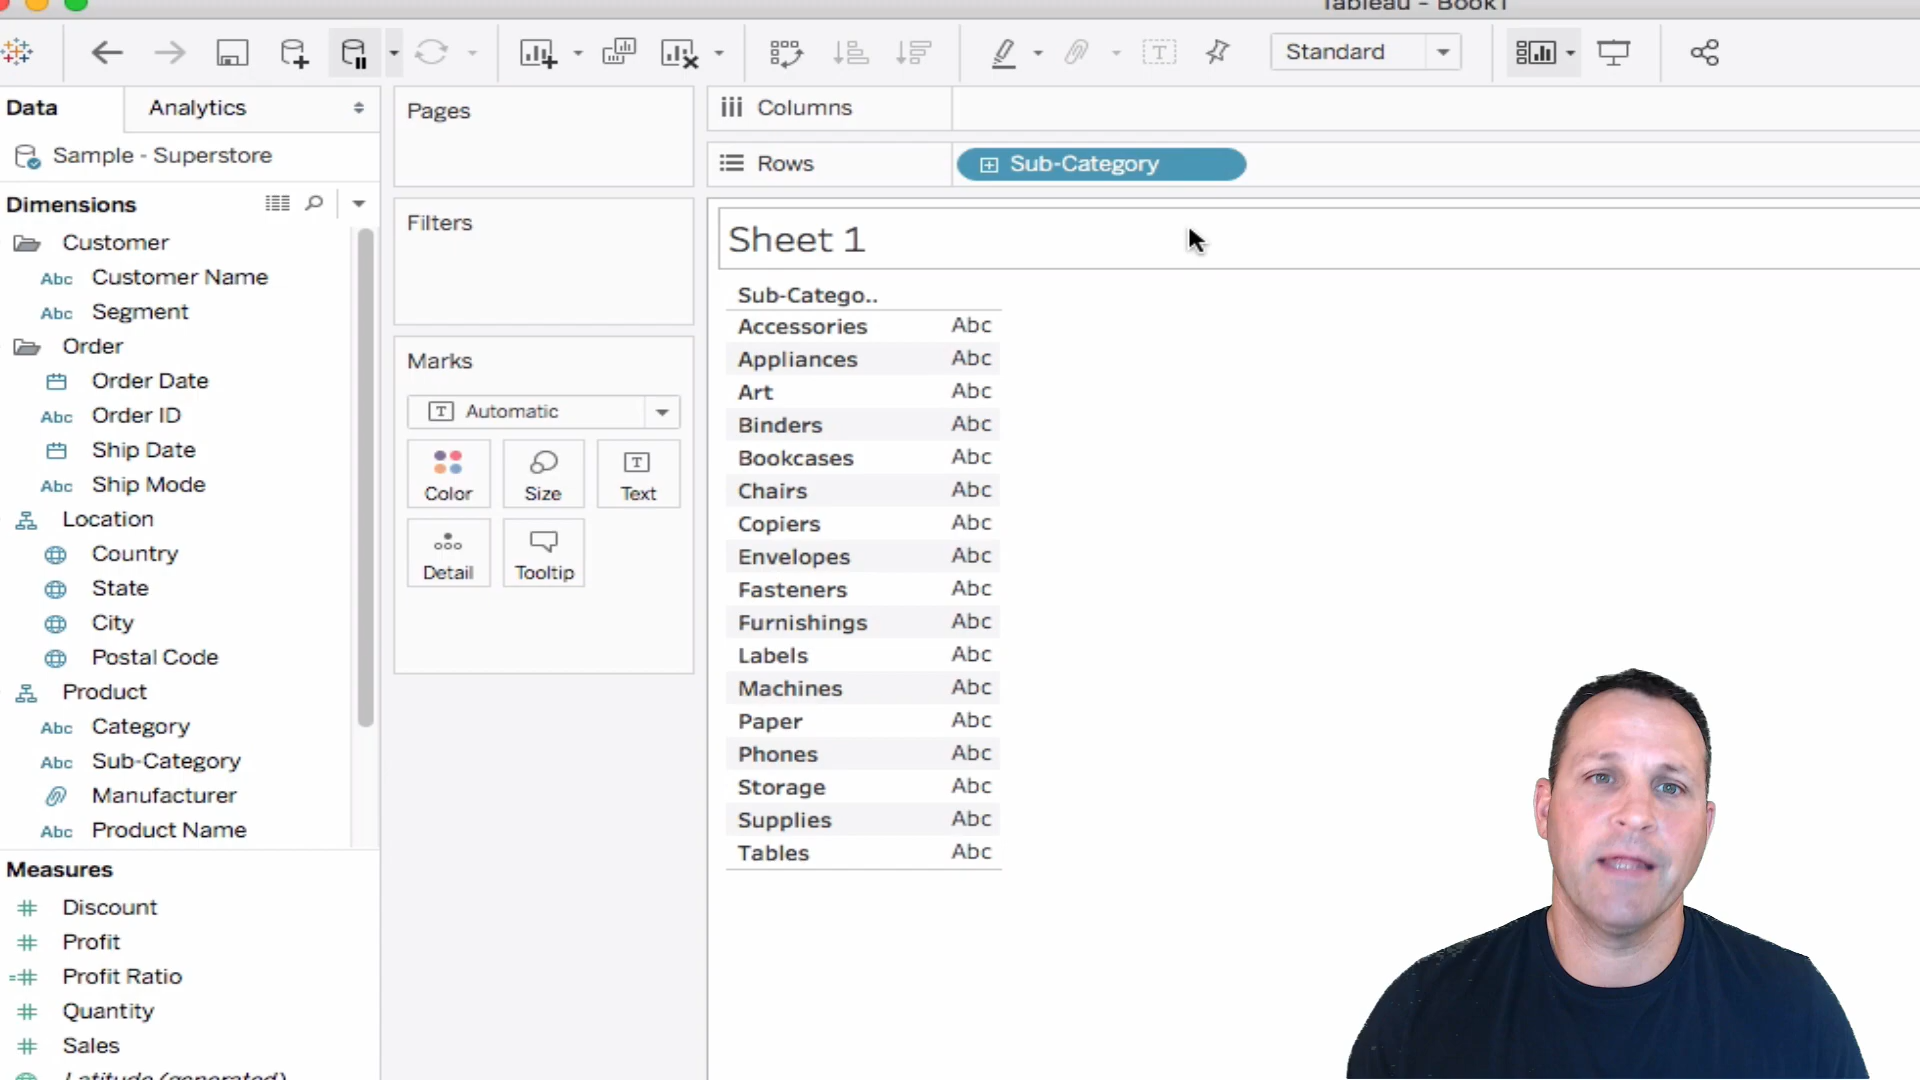 Tableau - Book1
Standard
Data
Analytics
Sample - Superstore
Dimensions
Customer
Abc Customer Name
Abc Segment
Order
Order Date
Abc Order ID
Ship Date
Abc Ship Mode
Location
Country
State
City
Postal Code
Product
Abc Category
Abc Sub-Category
Manufacturer
Abc Product Name
Measures
# Discount
# Profit
=# Profit Ratio
# Quantity
# Sales
Latitude (generated)
Pages
Filters
Marks
T Automatic
Color
Size
T
Text
Detail
Tooltip
Columns
Rows
Sub-Category
Sheet 1
Sub-Catego..
Accessories Abc
Appliances Abc
Art Abc
Binders Abc
Bookcases Abc
Chairs Abc
Copiers Abc
Envelopes Abc
Fasteners Abc
Furnishings Abc
Labels Abc
Machines Abc
Paper Abc
Phones Abc
Storage Abc
Supplies Abc
Tables Abc